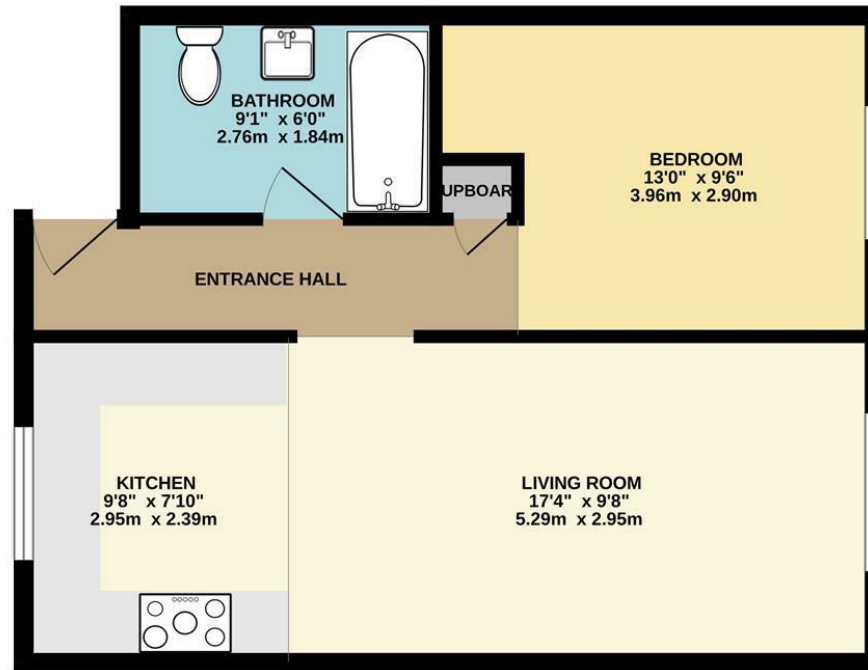 BATHROOM
9'1" x 6'0"
2.76m x 1.84m
BEDROOM
13'0" x 9'6"
3.96m x 2.90m
UPBOAR
ENTRANCE HALL
KITCHEN
9'8" x 7'10"
2.95m x 2.39m
LIVING ROOM
17'4" x 9'8"
5.29m x 2.95m